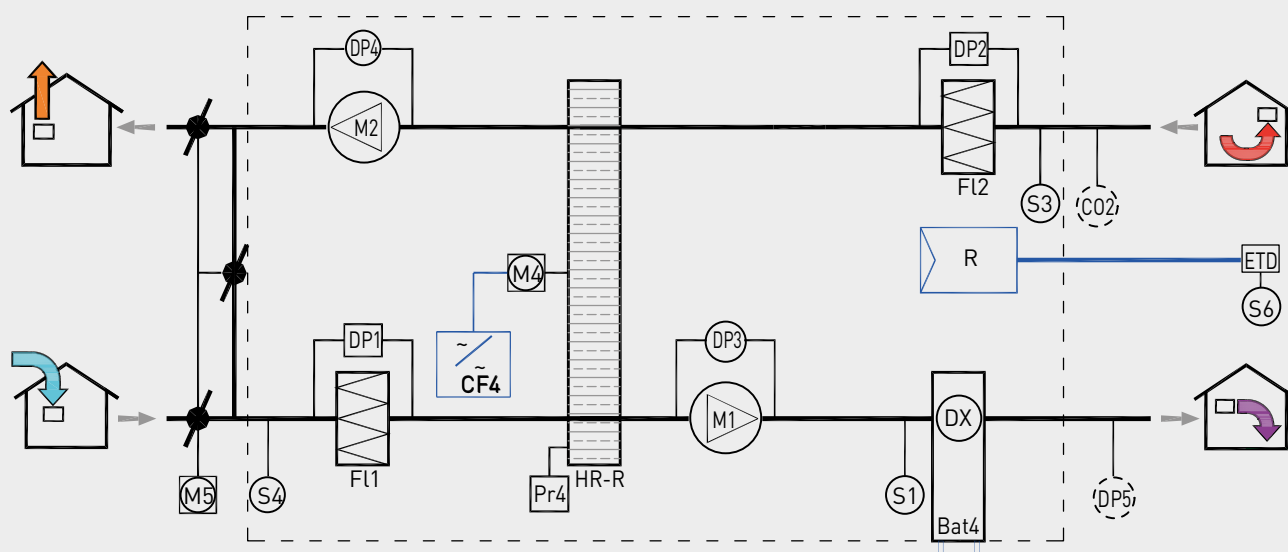 DP4
DP2
M2
Fl2
S3
CO2
R
ETD
M4
S6
DP1
DP3
~
~
CF4
M1
DX
Fl1
HR-R
M5
S4
Pr4
S1
DP5
Bat4